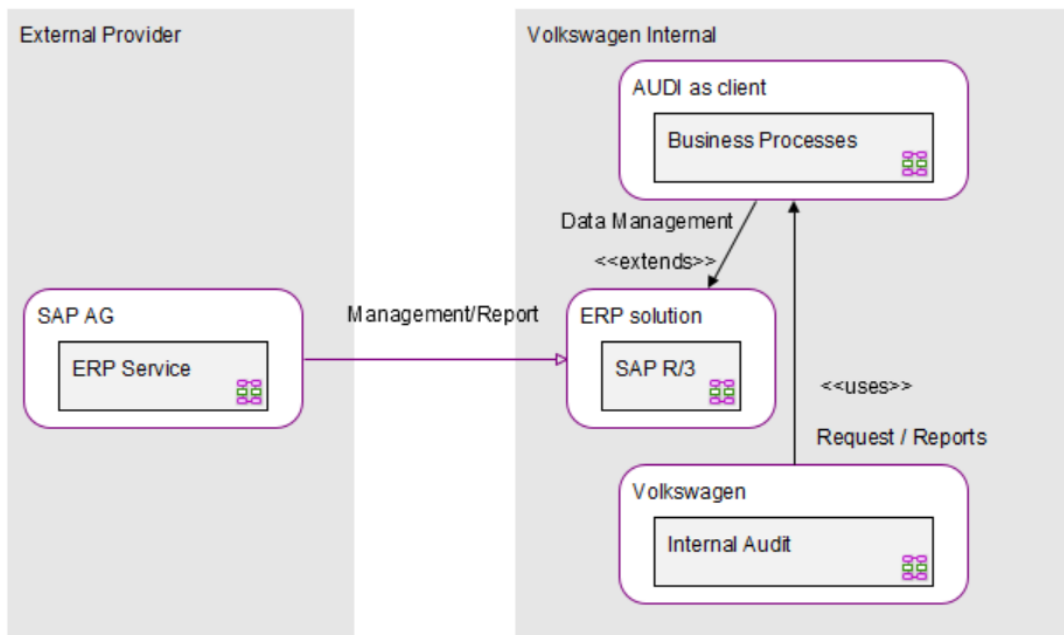 External Provider
Volkswagen Internal
AUDI as client
Business Processes
Data Management
<<extends>>
SAP AG
ERP Service
Management/Report
ERP solution
SAP R/3
<<uses>>
Request / Reports
Volkswagen
Internal Audit